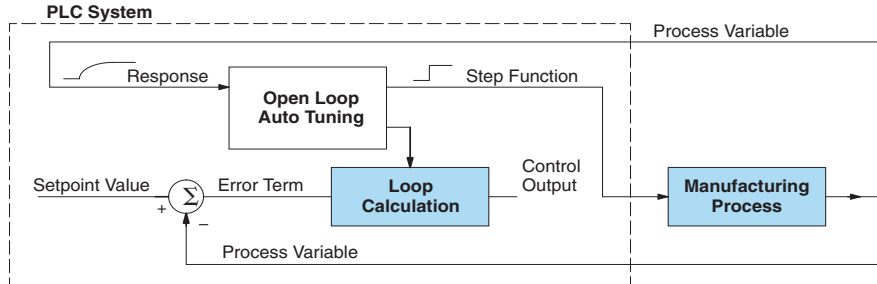 PLC System
Process Variable
Response
Step Function
Open Loop
Auto Tuning
Control
Output
Setpoint Value
+
Σ
−
Error Term
Loop
Calculation
Manufacturing
Process
Process Variable